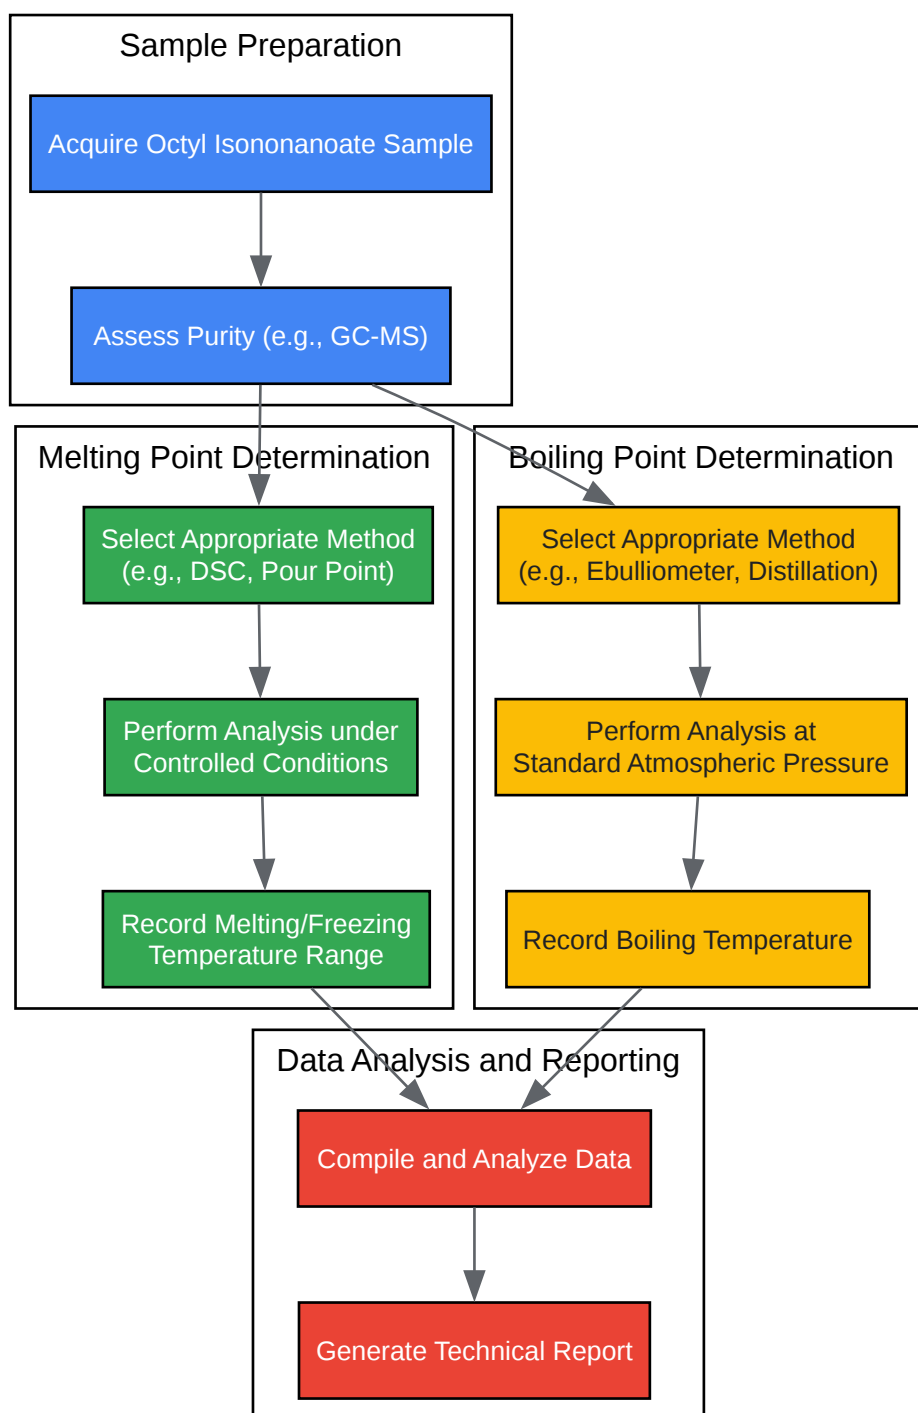 Sample Preparation
Acquire Octyl Isononanoate Sample
Assess Purity (e.g., GC-MS)
Melting Point Determination
Select Appropriate Method
(e.g., DSC, Pour Point)
Perform Analysis under
Controlled Conditions
Record Melting/Freezing
Temperature Range
Boiling Point Determination
Select Appropriate Method
(e.g., Ebulliometer, Distillation)
Perform Analysis at
Standard Atmospheric Pressure
Record Boiling Temperature
Data Analysis and Reporting
Compile and Analyze Data
Generate Technical Report